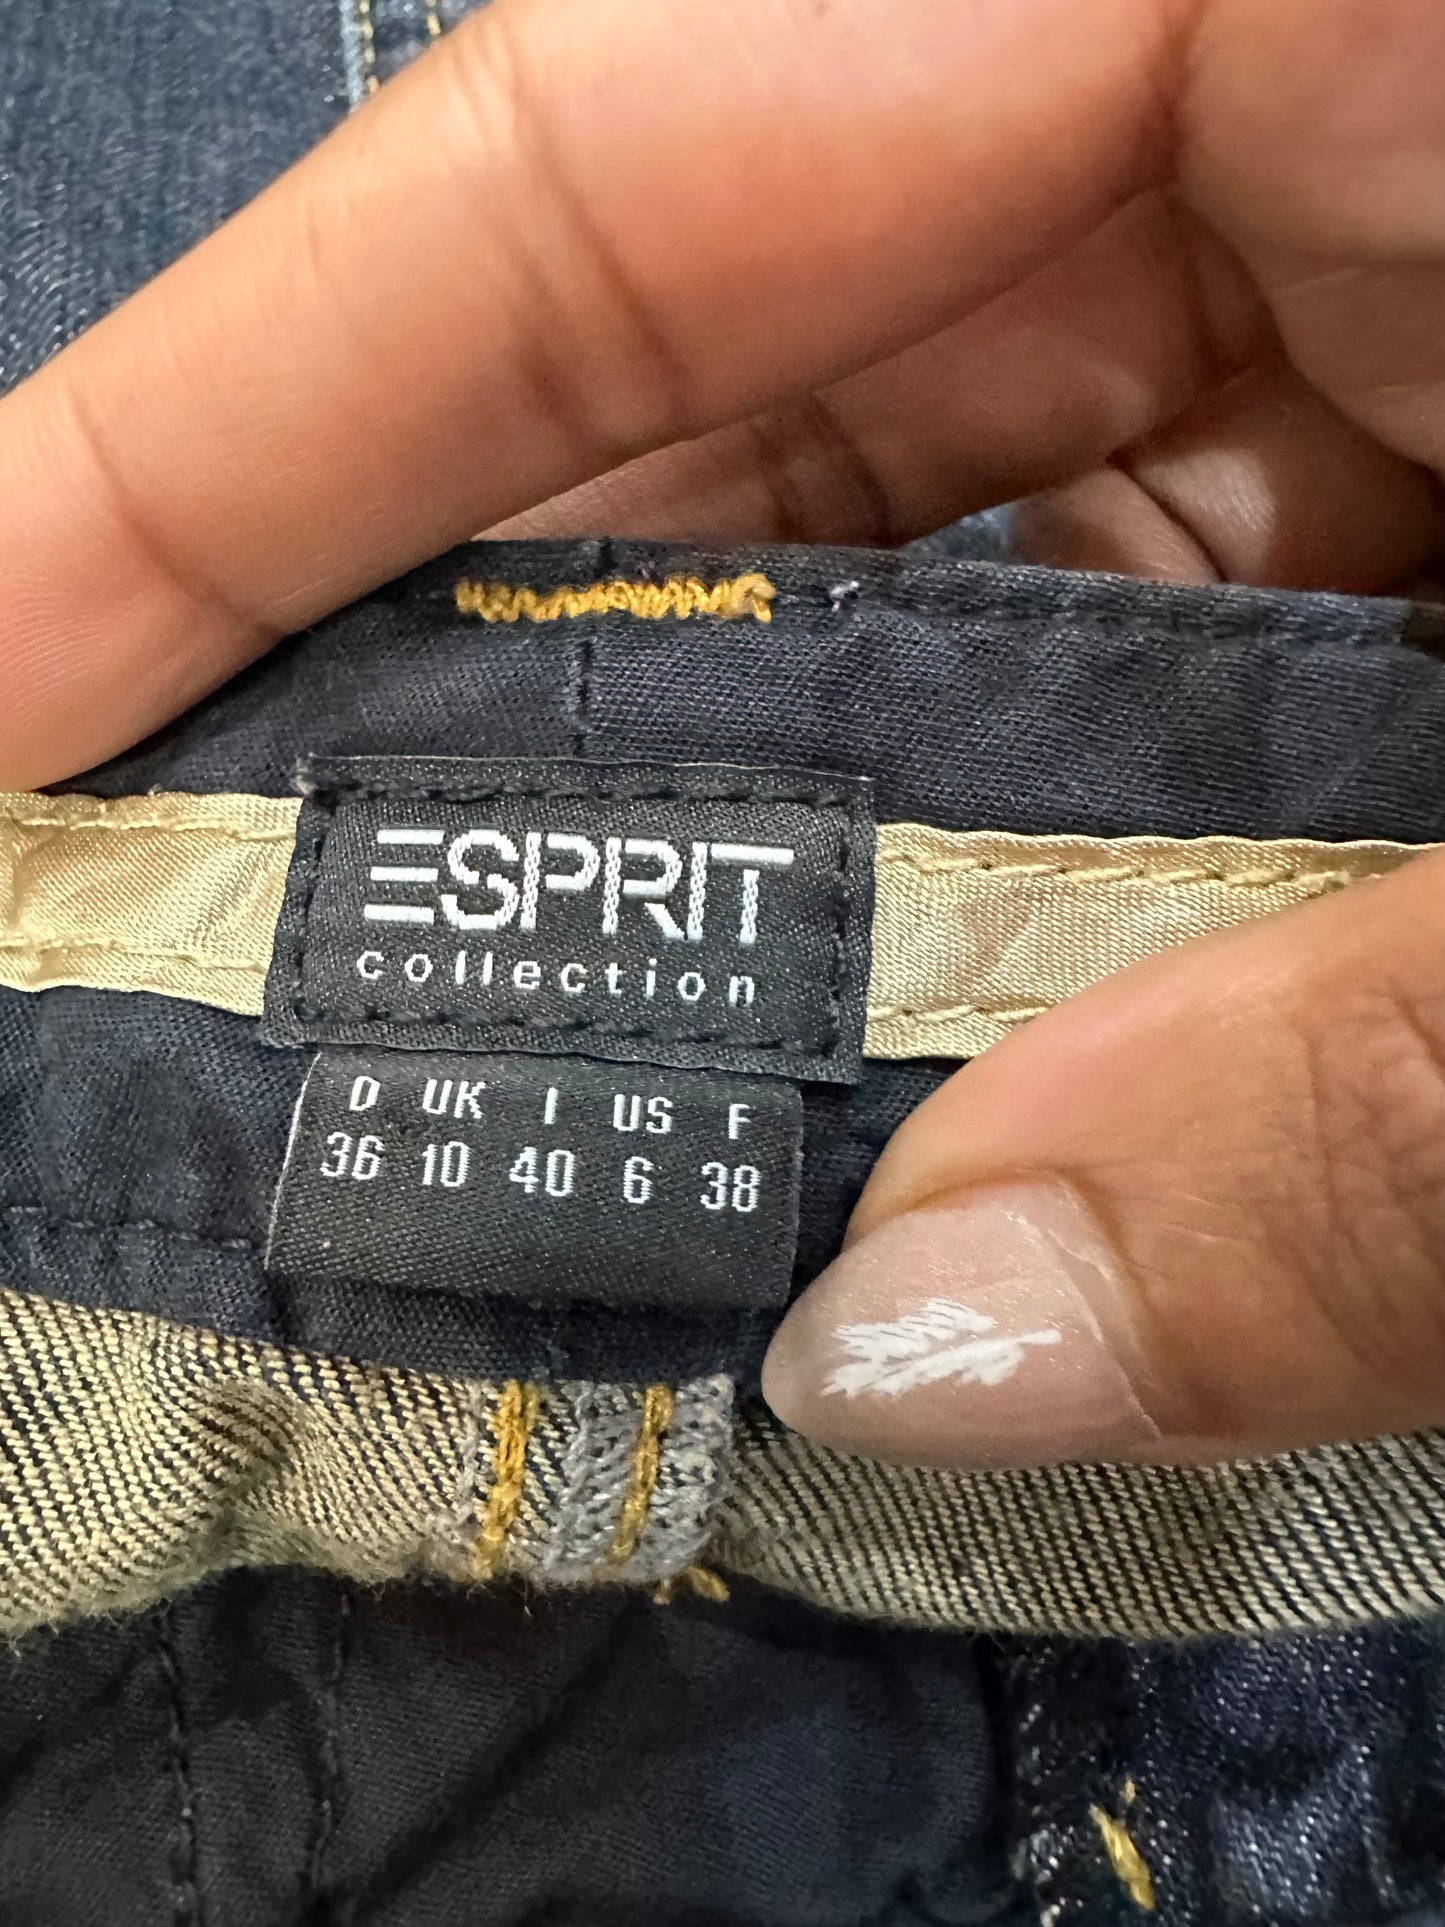 ESPRIT
collection
D UK I US F
36 10 40 6 38